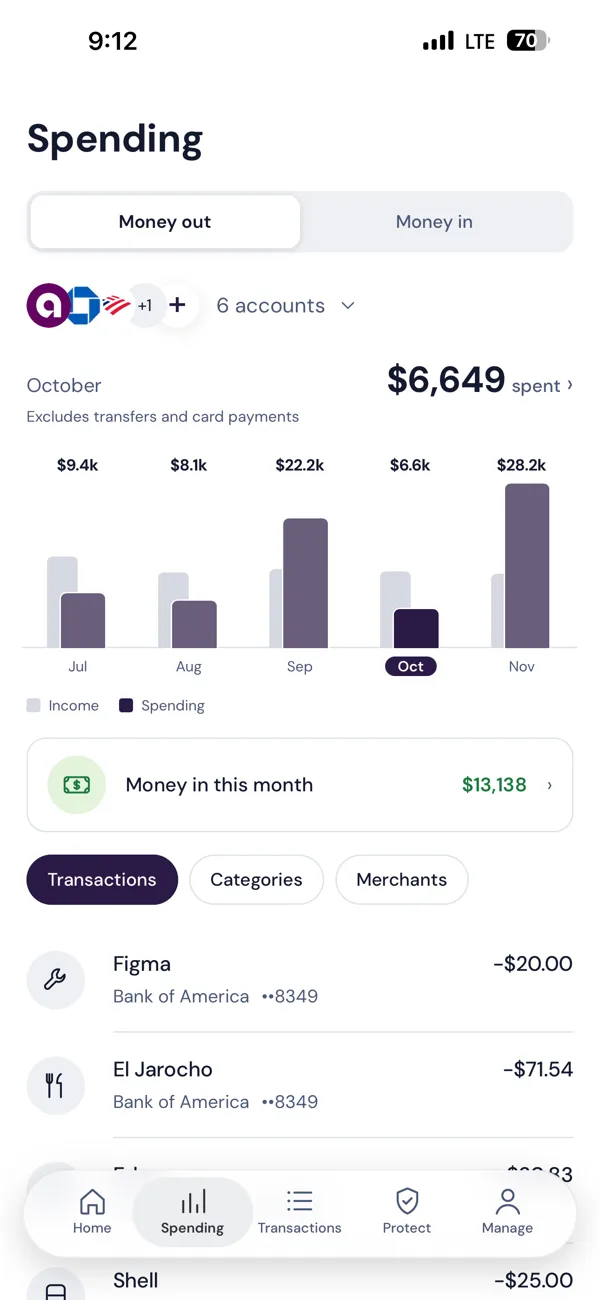 9:12 LTE 70
Spending
Money out Money in
+1 + 6 accounts
October $6,649 spent ›
Excludes transfers and card payments
$9.4k $8.1k $22.2k $6.6k $28.2k
Jul Aug Sep Oct Nov
Income Spending
Money in this month $13,138 ›
Transactions Categories Merchants
Figma -$20.00
Bank of America ••8349
El Jarocho -$71.54
Bank of America ••8349
Home Spending Transactions Protect Manage
Shell -$25.00